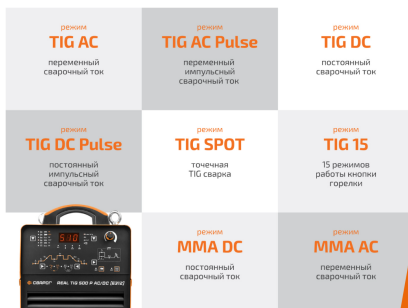 режим
TIG AC
переменный
сварочный ток
режим
TIG AC Pulse
переменный
импульсный
сварочный ток
режим
TIG DC
постоянный
сварочный ток
режим
TIG DC Pulse
постоянный
импульсный
сварочный ток
режим
TIG SPOT
точечная
TIG сварка
режим
TIG 15
15 режимов
работы кнопки
горелки
510
СВАРОГ REAL TIG 500 P AC/DC (E312)
режим
MMA DC
постоянный
сварочный ток
режим
MMA AC
переменный
сварочный ток